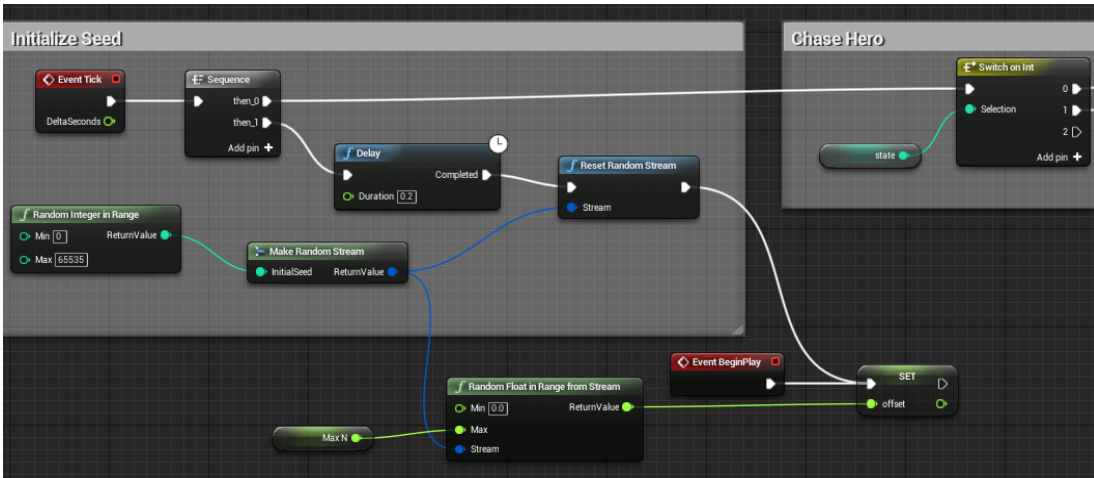 Initialize Seed
Chase Hero
Event Tick
DeltaSeconds
Sequence
then_0
then_1
Add pin +
Switch on Int
0
Selection
1
2
Add pin +
state
Delay
Completed
Duration 0.2
Reset Random Stream
Stream
Random Integer in Range
Min 0
ReturnValue
Max 65535
Make Random Stream
InitialSeed
ReturnValue
Event BeginPlay
SET
offset
Random Float in Range from Stream
Min 0.0
ReturnValue
Max
Stream
Max N